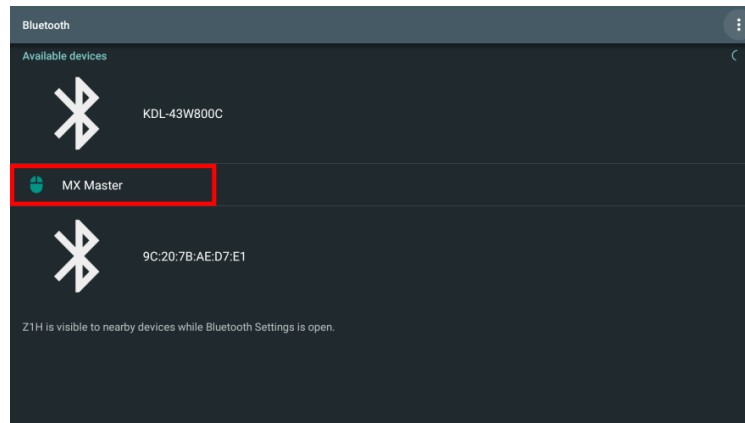 Bluetooth
Available devices
KDL-43W800C
MX Master
9C:20:7B:AE:D7:E1
Z1H is visible to nearby devices while Bluetooth Settings is open.